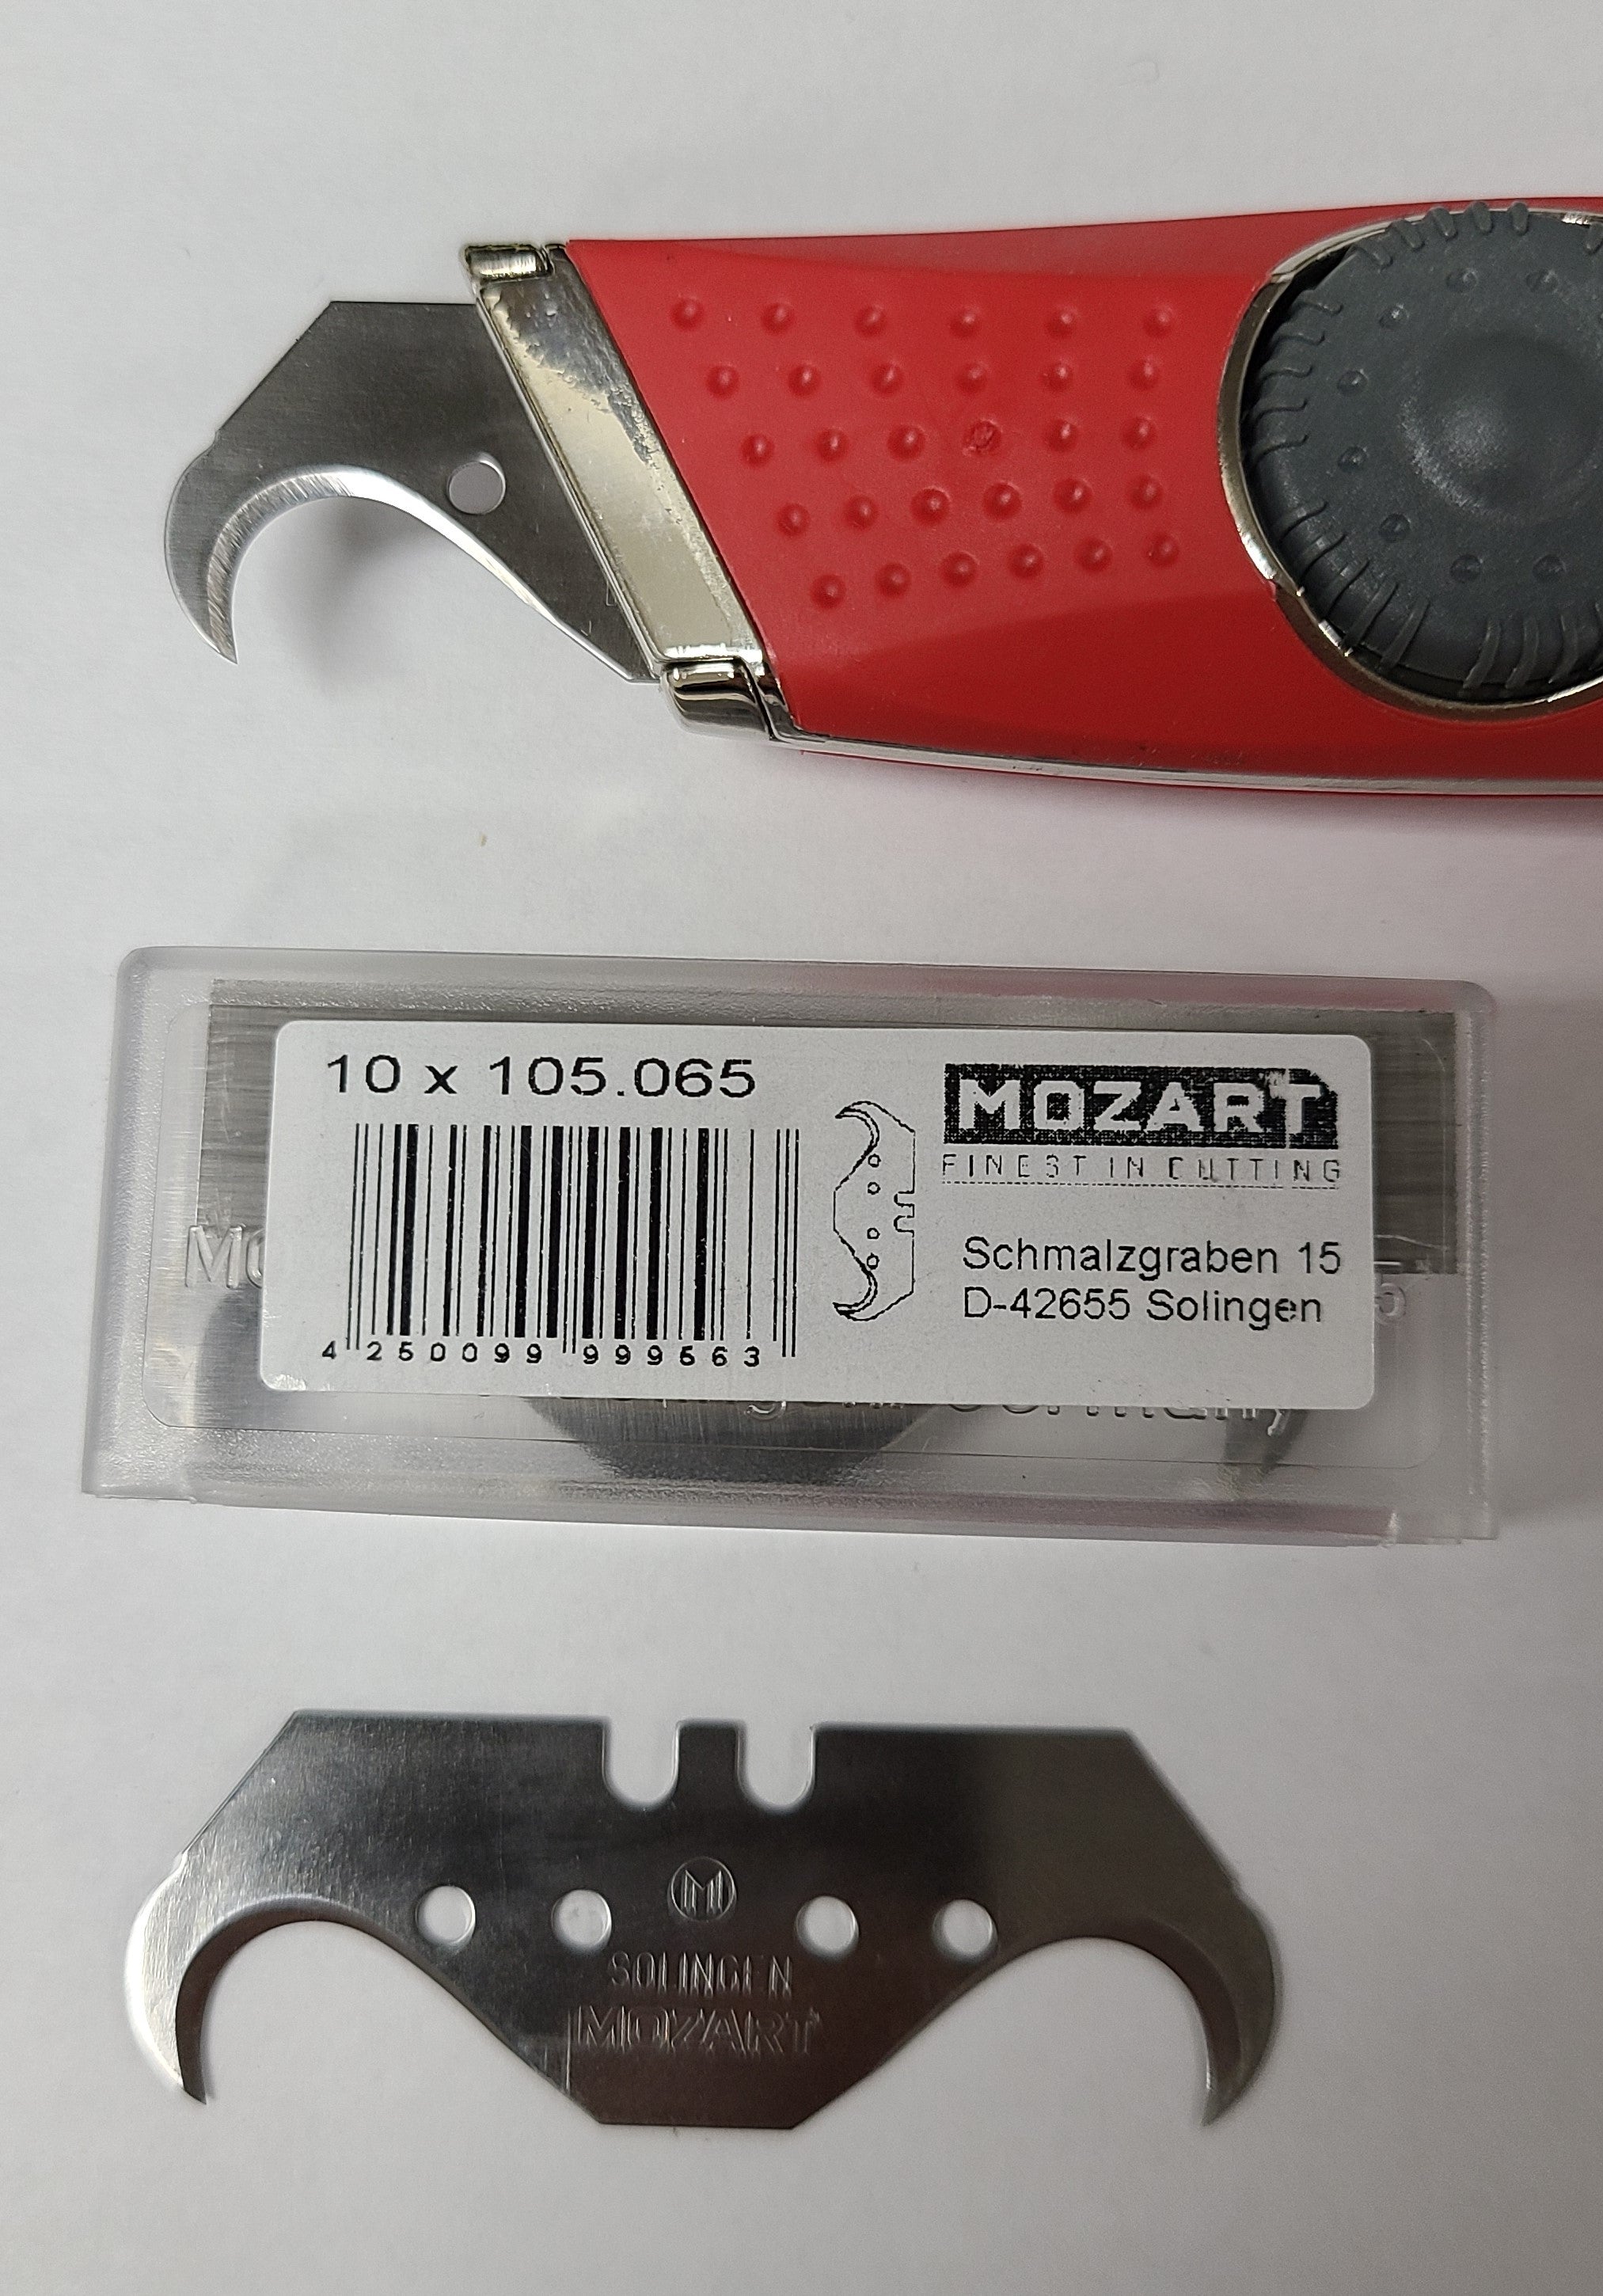 10 x 105.065
MOZART
FINEST IN CUTTING
Schmalzgraben 15
D-42655 Solingen
4 250099 999563
M
SOLINGEN
MOZART